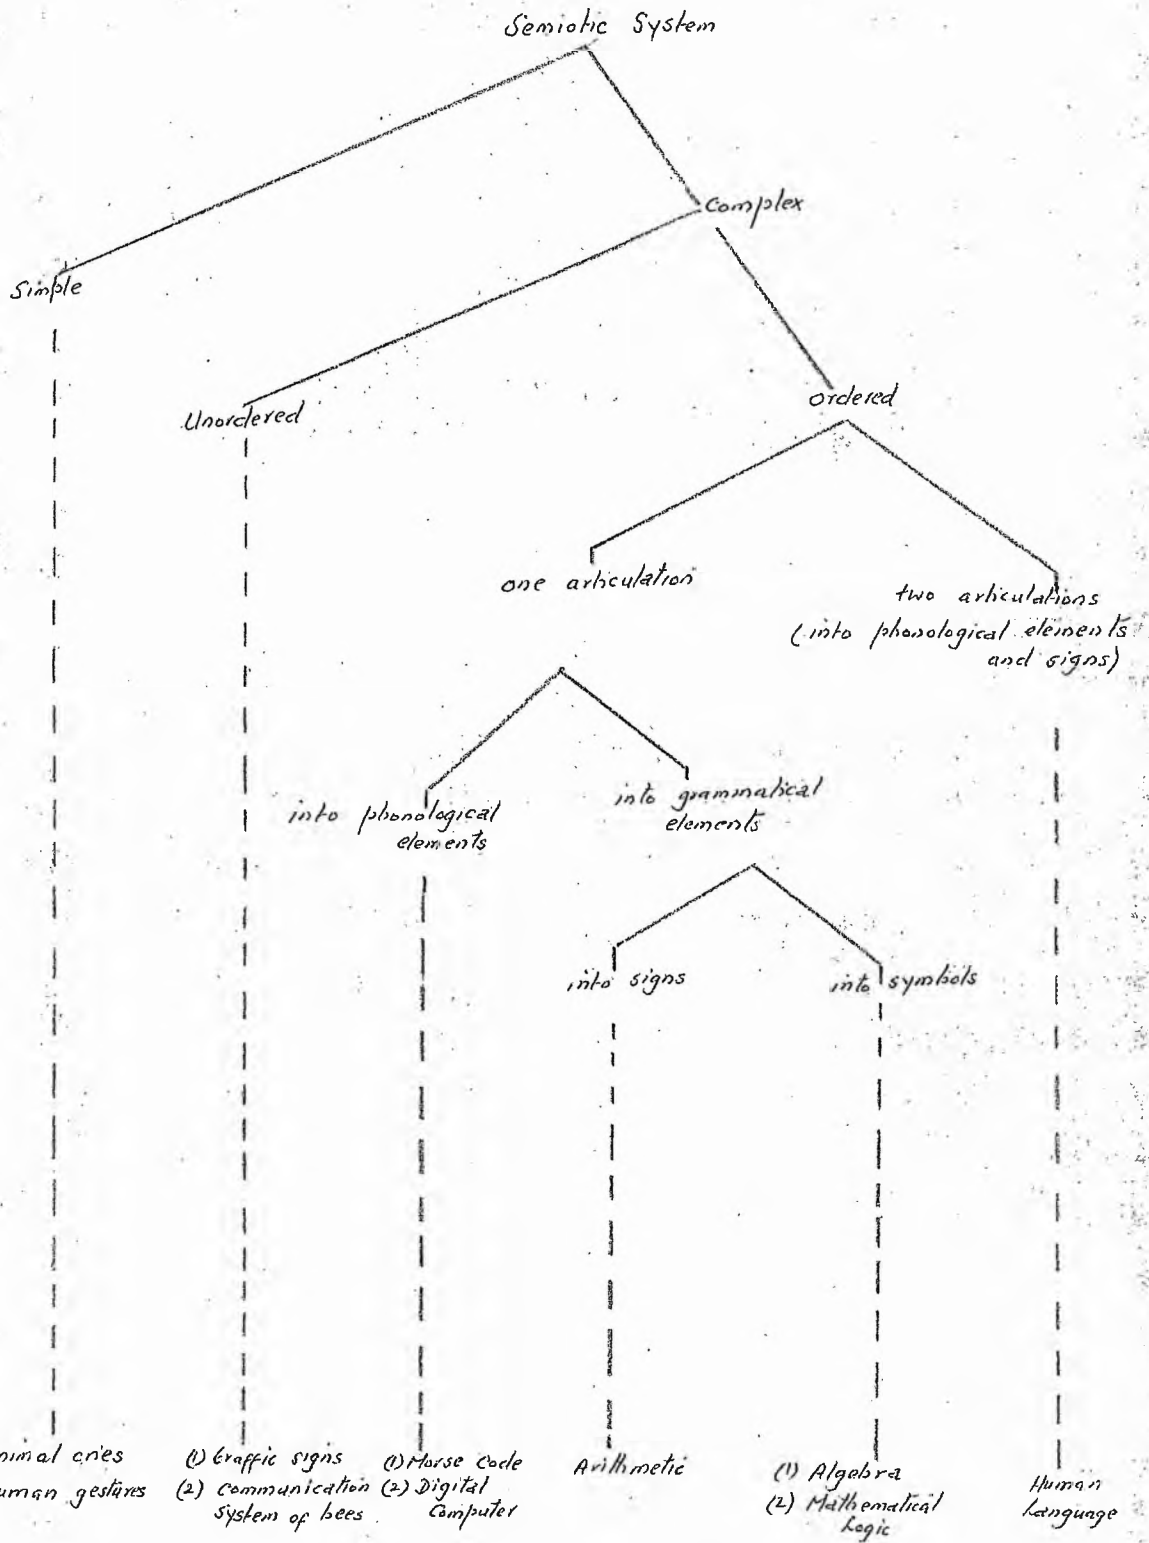 Semiotic System
Complex
Simple
Unordered
ordered
one articulation
two articulations
(into phonological elements
and signs)
into phonological
elements
into grammatical
elements
into signs
into symbols
nimal cries
uman gestures
(1) traffic signs
(2) communication
system of bees
(1) Morse Code
(2) Digital
Computer
Arithmetic
(1) Algebra
(2) Mathematical
Logic
Human
Language